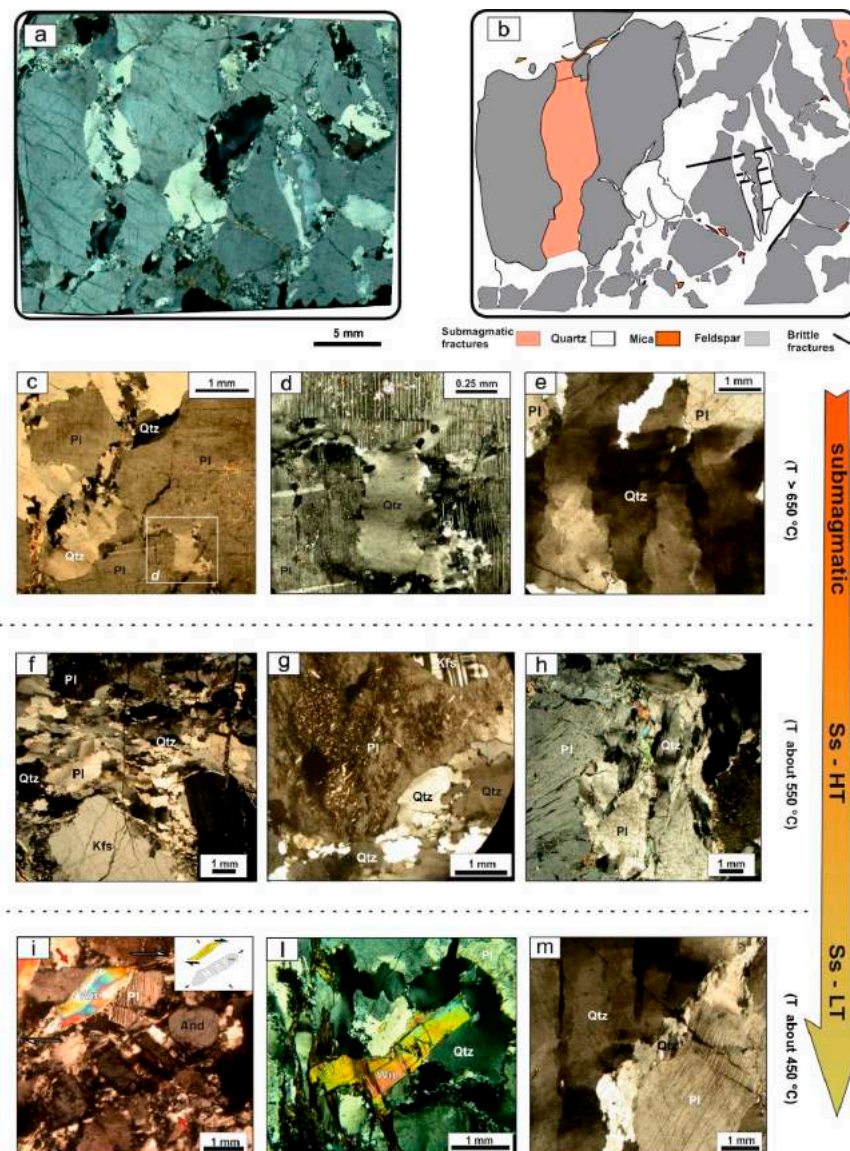 a
b
5 mm
Submagmatic fractures
Quartz
Mica
Feldspar
Brittle fractures
c
1 mm
Pl
Qtz
Pl
Qtz
Pl
d
d
0.25 mm
Qtz
Pl
e
1 mm
Pl
Pl
Qtz
submagmatic
(T > 650 °C)
f
Pl
Qtz
Qtz
Pl
Kfs
1 mm
g
Kfs
Pl
Qtz
Qtz
Qtz
1 mm
h
Pl
Qtz
Pl
1 mm
Ss - HT
(T about 550 °C)
i
Pl
And
1 mm
l
Pl
Qtz
1 mm
m
Qtz
Qtz
Pl
1 mm
Ss - LT
(T about 450 °C)